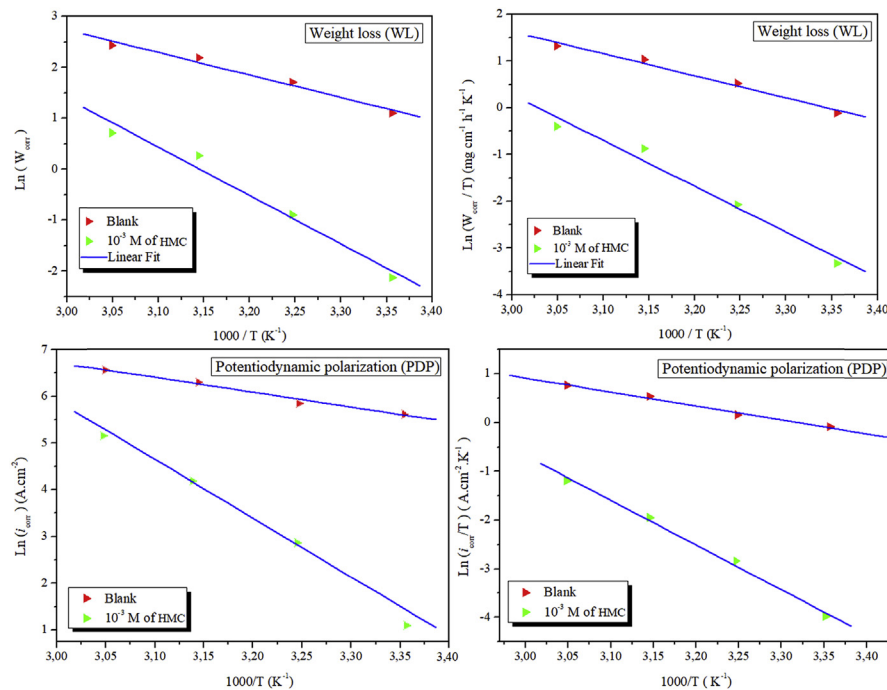 Weight loss (WL)
Ln (W_corr)
3
2
1
0
-1
-2
Blank
10⁻³ M of HMC
Linear Fit
3,00 3,05 3,10 3,15 3,20 3,25 3,30 3,35 3,40
1000 / T (K⁻¹)
Weight loss (WL)
Ln (W_corr / T) (mg cm⁻¹ h⁻¹ K⁻¹)
2
1
0
-1
-2
-3
-4
Blank
10⁻³ M of HMC
Linear Fit
3,00 3,05 3,10 3,15 3,20 3,25 3,30 3,35 3,40
1000 / T (K⁻¹)
Potentiodynamic polarization (PDP)
Ln (i_corr) (A.cm⁻²)
7
6
5
4
3
2
1
Blank
10⁻³ M of HMC
3,00 3,05 3,10 3,15 3,20 3,25 3,30 3,35 3,40
1000/T (K⁻¹)
Potentiodynamic polarization (PDP)
Ln (i_corr/T) ( A.cm⁻².K⁻¹)
1
0
-1
-2
-3
-4
Blank
10⁻³ M of HMC
3,00 3,05 3,10 3,15 3,20 3,25 3,30 3,35 3,40
1000/T ( K⁻¹)